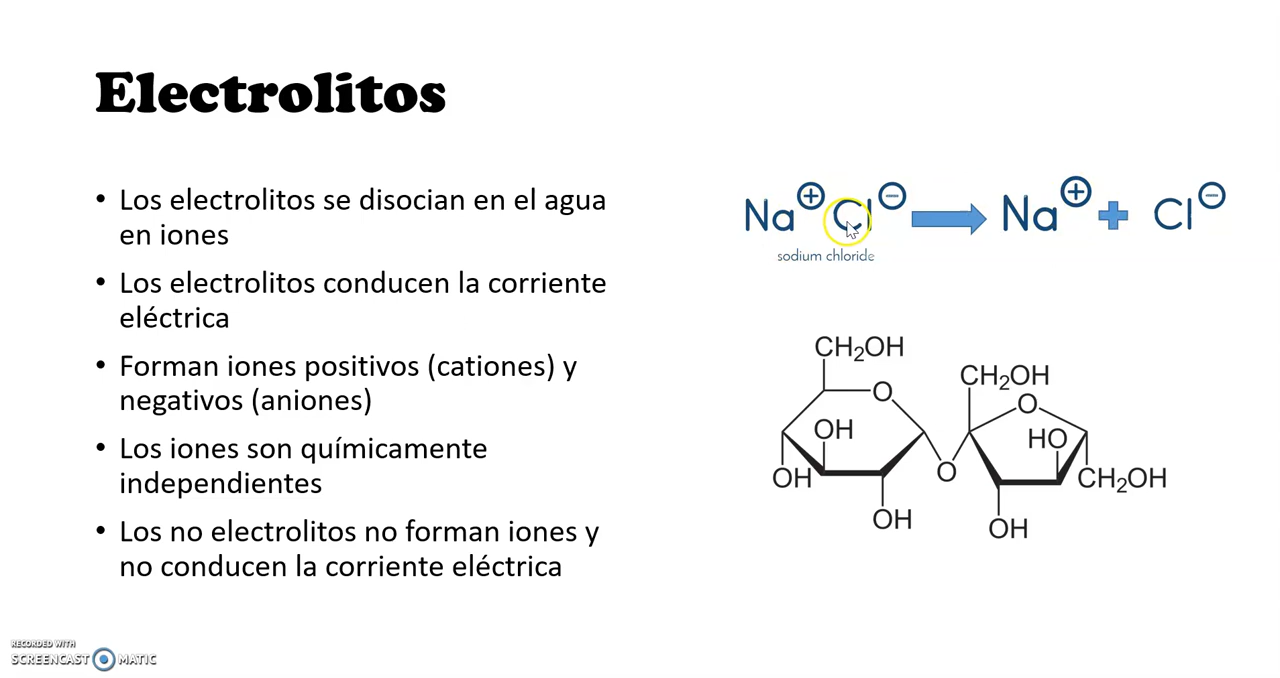 Electrolitos
• Los electrolitos se disocian en el agua
en iones
• Los electrolitos conducen la corriente
eléctrica
• Forman iones positivos (cationes) y
negativos (aniones)
• Los iones son químicamente
independientes
• Los no electrolitos no forman iones y
no conducen la corriente eléctrica
Na⊕ Cl⊖ Na⊕ + Cl⊖
sodium chloride
CH₂OH
CH₂OH
O
O
OH
HO
OH
O
CH₂OH
OH
OH
RECORDED WITH
SCREENCAST MATIC